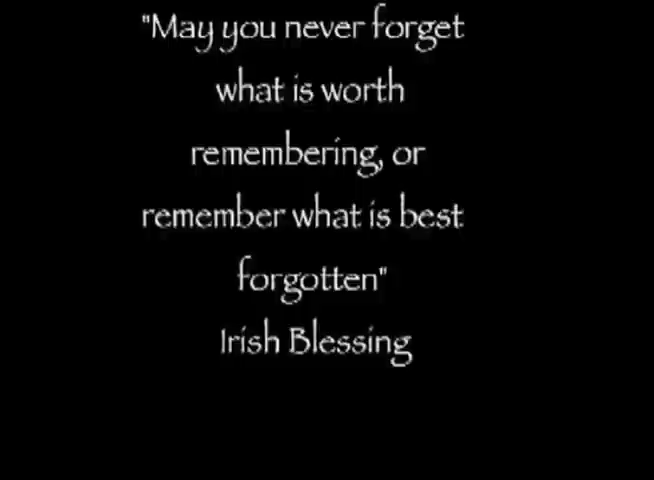 "May you never forget
what is worth
remembering, or
remember what is best
forgotten"
Irish Blessing